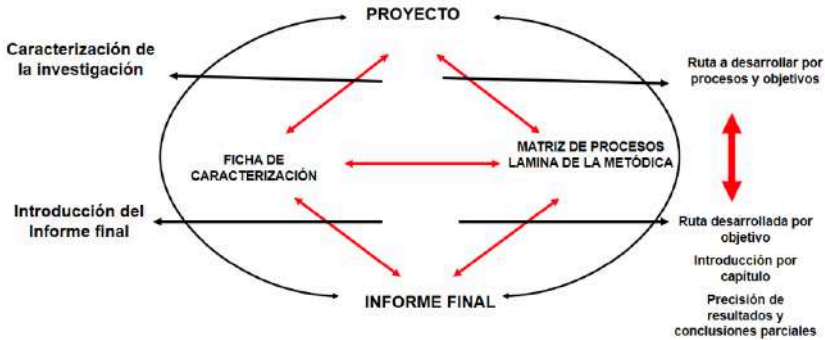 PROYECTO
Caracterización de
la investigación
Ruta a desarrollar por
procesos y objetivos
FICHA DE
CARACTERIZACIÓN
MATRIZ DE PROCESOS
LAMINA DE LA METÓDICA
Introducción del
Informe final
Ruta desarrollada por
objetivo
Introducción por
capítulo
Precisión de
resultados y
conclusiones parciales
INFORME FINAL